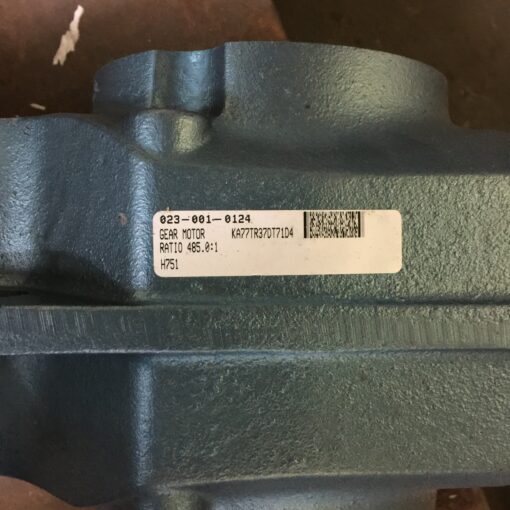 023-001-0124
GEAR MOTOR KA77TR37DT71D4
RATIO 485.0:1
H751